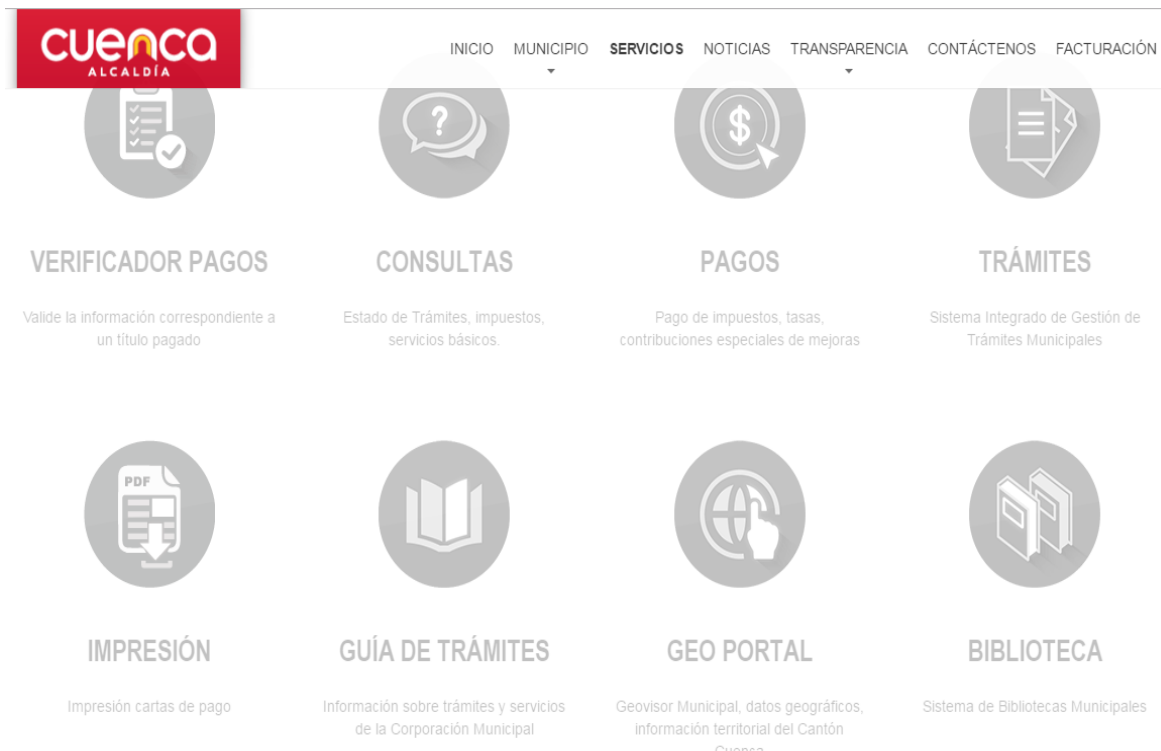 cuenca
ALCALDÍA
INICIO MUNICIPIO SERVICIOS NOTICIAS TRANSPARENCIA CONTÁCTENOS FACTURACIÓN
?
$
VERIFICADOR PAGOS
Valide la información correspondiente a
un título pagado
CONSULTAS
Estado de Trámites, impuestos,
servicios básicos.
PAGOS
Pago de impuestos, tasas,
contribuciones especiales de mejoras
TRÁMITES
Sistema Integrado de Gestión de
Trámites Municipales
PDF
IMPRESIÓN
Impresión cartas de pago
GUÍA DE TRÁMITES
Información sobre trámites y servicios
de la Corporación Municipal
GEO PORTAL
Geovisor Municipal, datos geográficos,
información territorial del Cantón
Cuenca
BIBLIOTECA
Sistema de Bibliotecas Municipales